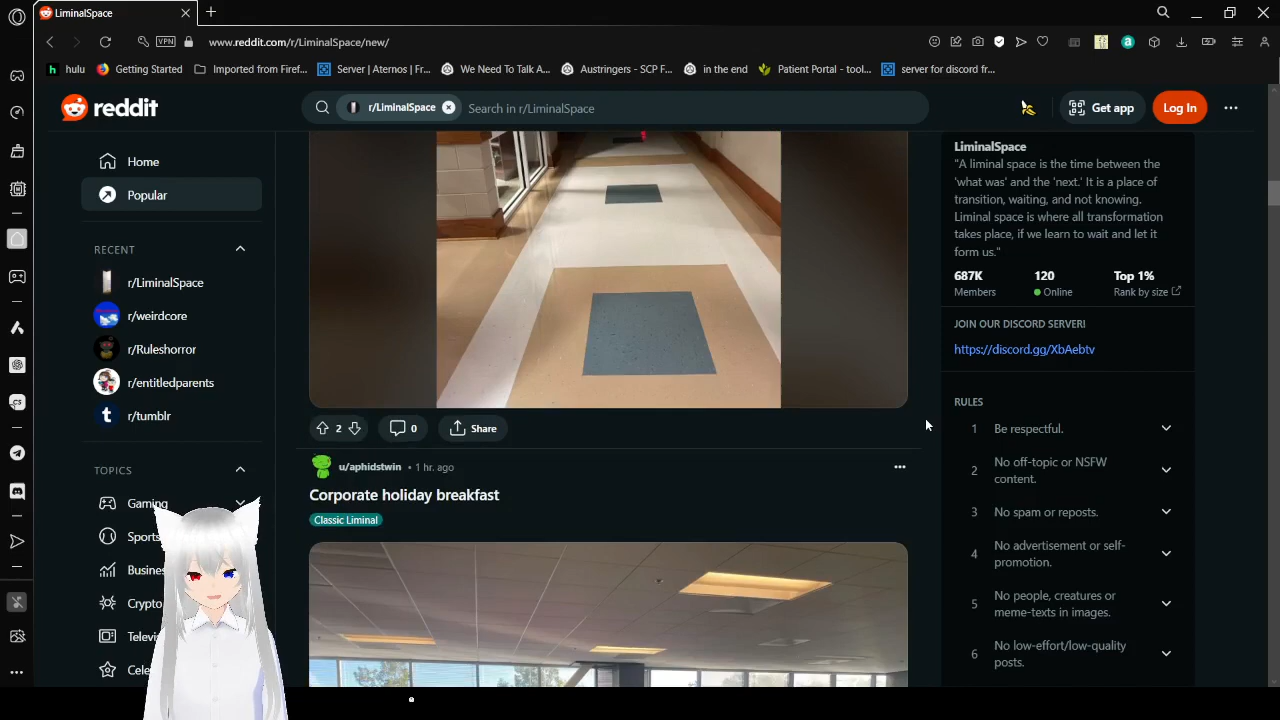 LiminalSpace
www.reddit.com/r/LiminalSpace/new/
VPN
hulu
Getting Started
Imported from Firef...
Server | Aternos | Fr...
We Need To Talk A...
Austringers - SCP F...
in the end
Patient Portal - tool...
server for discord fr...
reddit
r/LiminalSpace
Search in r/LiminalSpace
Get app
Log In
Home
Popular
RECENT
r/LiminalSpace
r/weirdcore
r/Ruleshorror
r/entitledparents
r/tumblr
TOPICS
Gaming
Sports
Busines
Crypto
Televi
Cele
2
0
Share
u/aphidstwin • 1 hr. ago
Corporate holiday breakfast
Classic Liminal
LiminalSpace
"A liminal space is the time between the
'what was' and the 'next.' It is a place of
transition, waiting, and not knowing.
Liminal space is where all transformation
takes place, if we learn to wait and let it
form us."
687K
Members
120
Online
Top 1%
Rank by size
JOIN OUR DISCORD SERVER!
https://discord.gg/XbAebtv
RULES
1 Be respectful.
2 No off-topic or NSFW
content.
3 No spam or reposts.
4 No advertisement or self-
promotion.
5 No people, creatures or
meme-texts in images.
6 No low-effort/low-quality
posts.